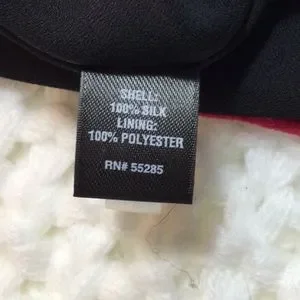 SHELL:
100% SILK
LINING:
100% POLYESTER
RN# 55285